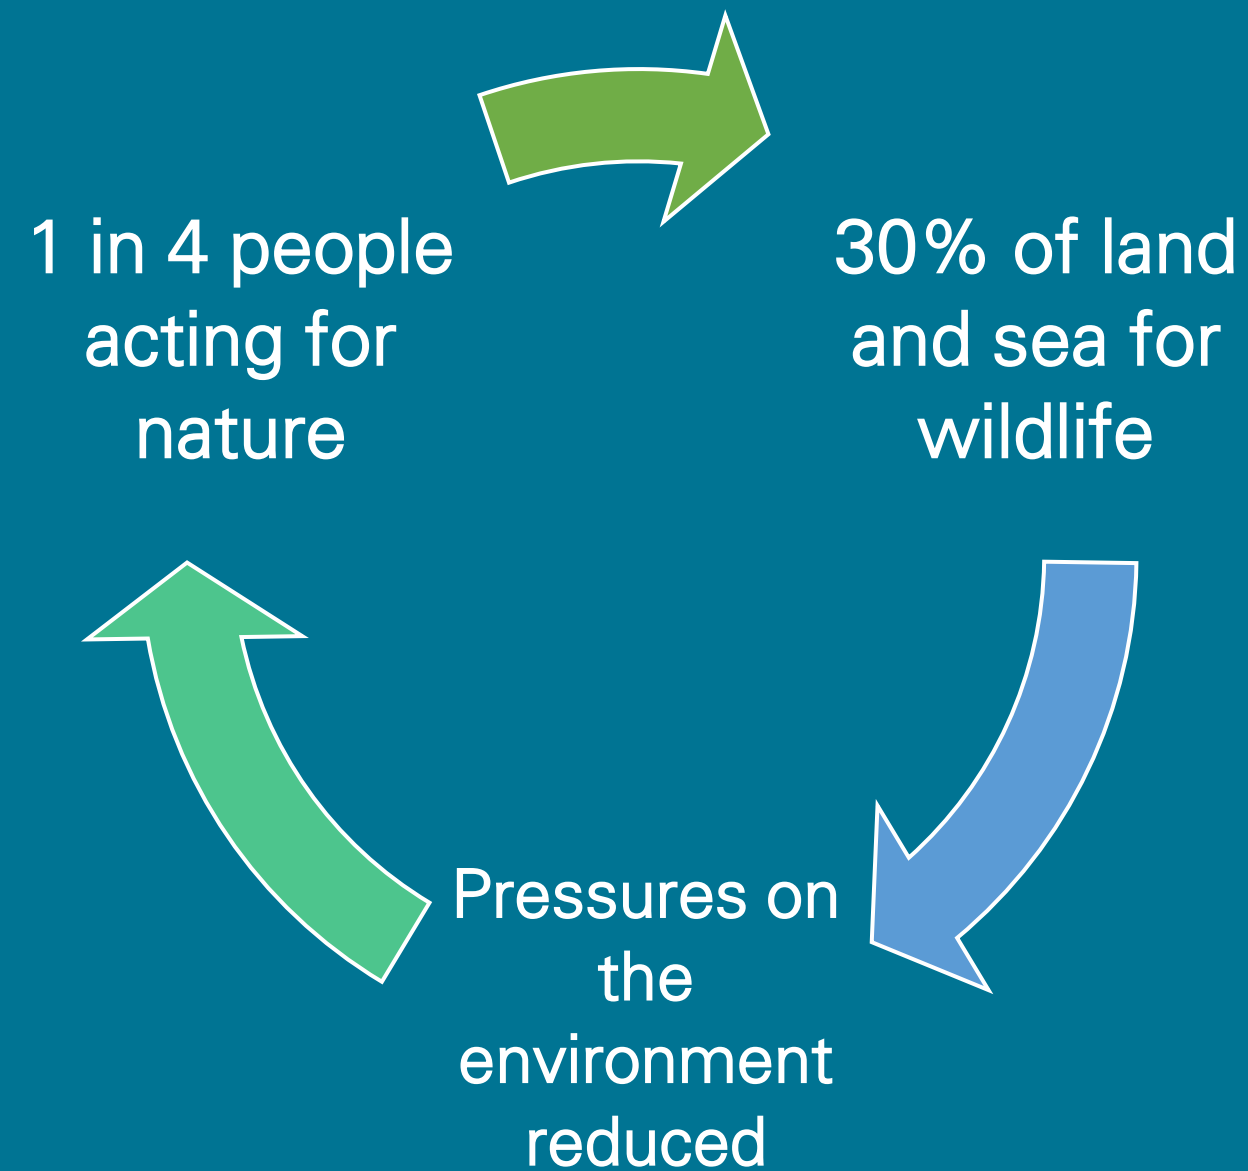 1 in 4 people
acting for
nature
30% of land
and sea for
wildlife
Pressures on
the
environment
reduced